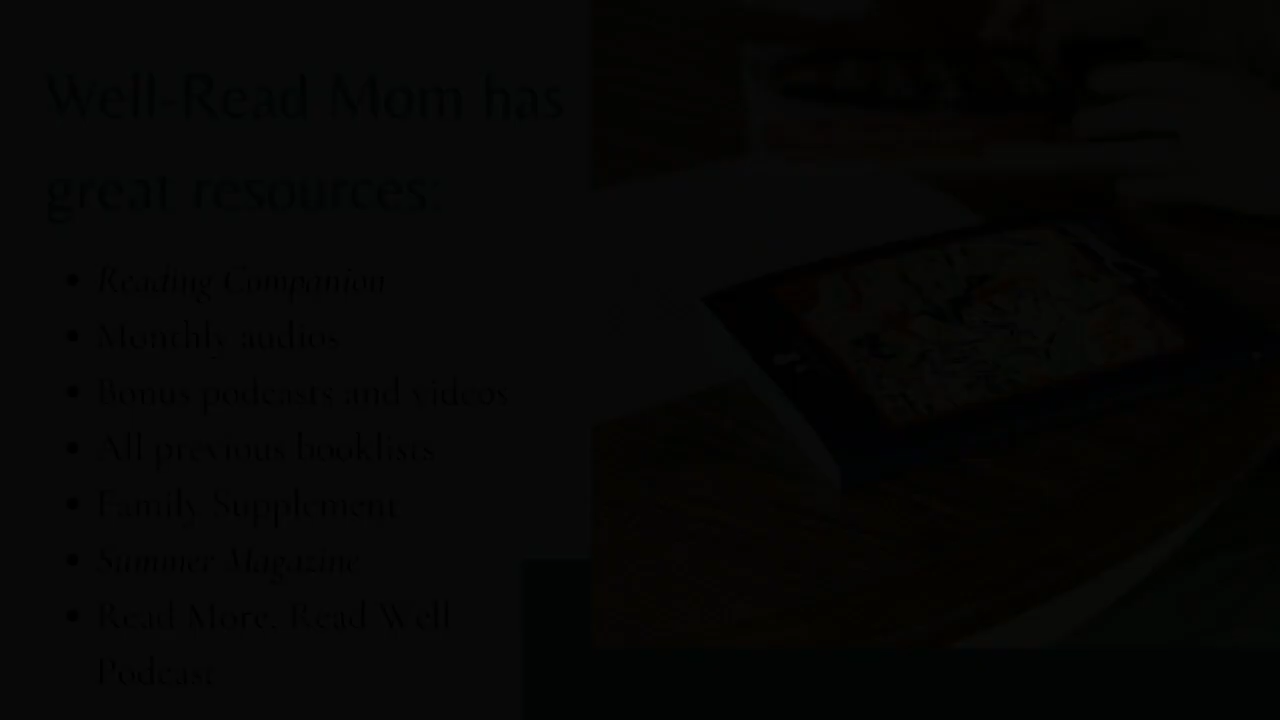 Well-Read Mom has
great resources:
• Reading Companion
• Monthly audios
• Bonus podcasts and videos
• All previous booklists
• Family Supplement
• Summer Magazine
• Read More, Read Well
Podcast